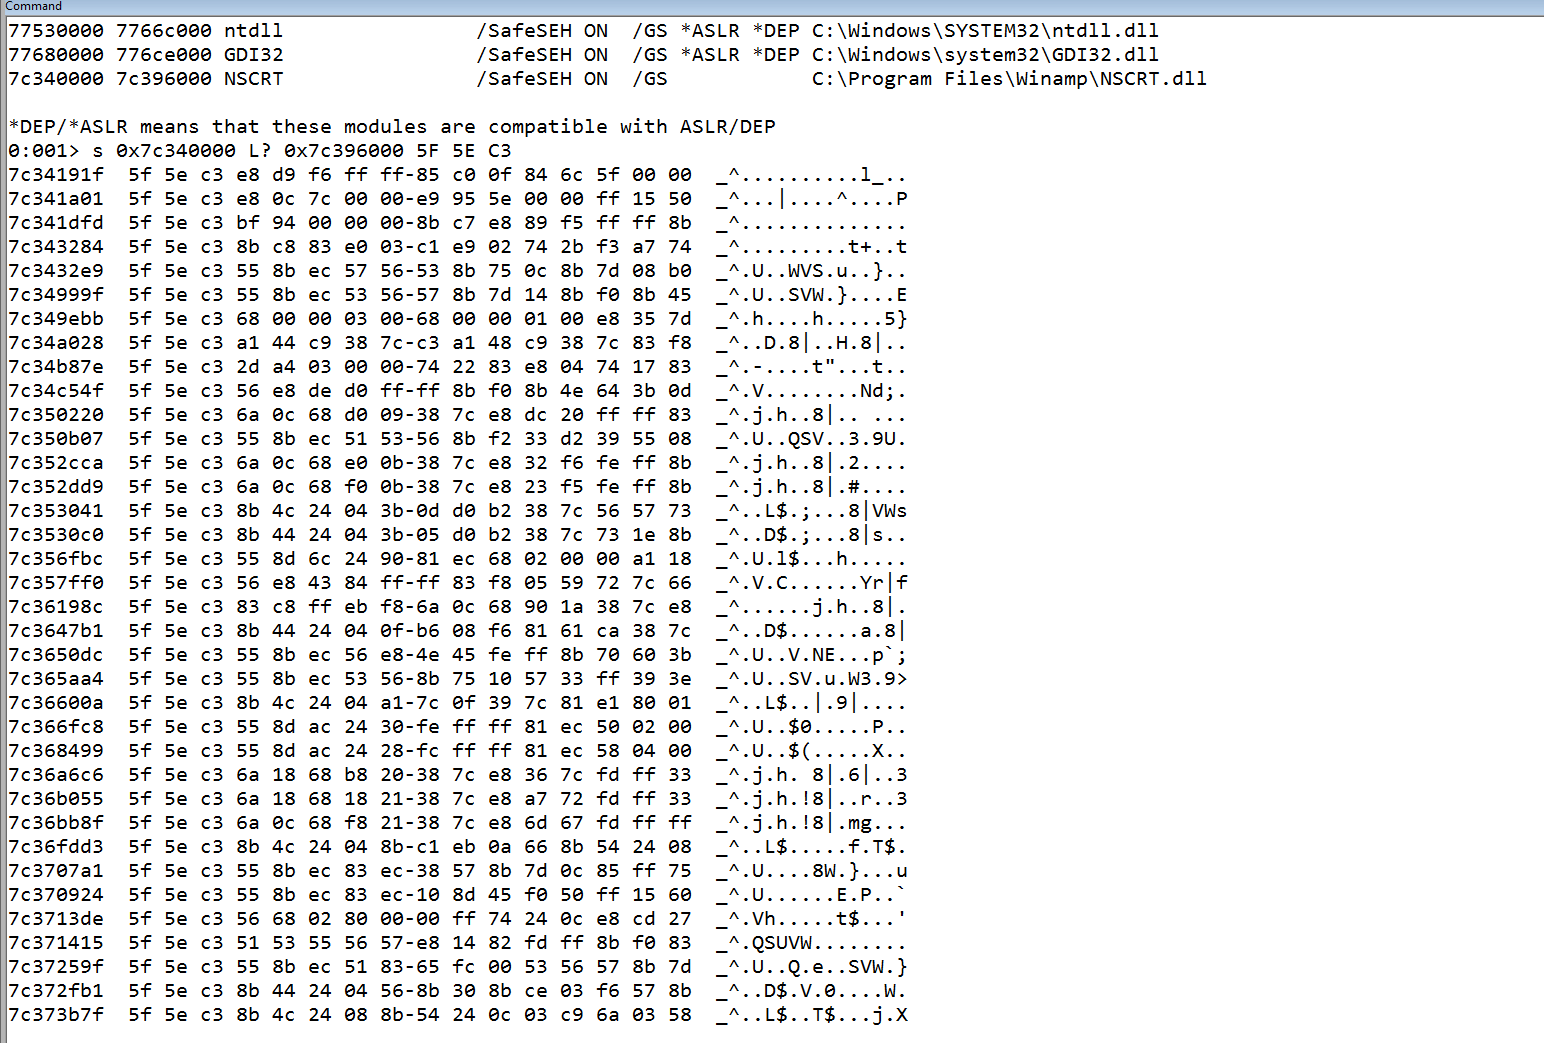 Command
77530000 7766c000 ntdll                /SafeSEH ON  /GS *ASLR *DEP C:\Windows\SYSTEM32\ntdll.dll
77680000 776ce000 GDI32                /SafeSEH ON  /GS *ASLR *DEP C:\Windows\system32\GDI32.dll
7c340000 7c396000 NSCRT                /SafeSEH ON  /GS            C:\Program Files\Winamp\NSCRT.dll
*DEP/*ASLR means that these modules are compatible with ASLR/DEP
0:001> s 0x7c340000 L? 0x7c396000 5F 5E C3
7c34191f  5f 5e c3 e8 d9 f6 ff ff-85 c0 0f 84 6c 5f 00 00  _^..........l_..
7c341a01  5f 5e c3 e8 0c 7c 00 00-e9 95 5e 00 00 ff 15 50  _^...|....^....P
7c341dfd  5f 5e c3 bf 94 00 00 00-8b c7 e8 89 f5 ff ff 8b  _^..............
7c343284  5f 5e c3 8b c8 83 e0 03-c1 e9 02 74 2b f3 a7 74  _^.........t+..t
7c3432e9  5f 5e c3 55 8b ec 57 56-53 8b 75 0c 8b 7d 08 b0  _^.U..WVS.u..}..
7c34999f  5f 5e c3 55 8b ec 53 56-57 8b 7d 14 8b f0 8b 45  _^.U..SVW.}....E
7c349ebb  5f 5e c3 68 00 00 03 00-68 00 00 01 00 e8 35 7d  _^.h....h.....5}
7c34a028  5f 5e c3 a1 44 c9 38 7c-c3 a1 48 c9 38 7c 83 f8  _^..D.8|..H.8|..
7c34b87e  5f 5e c3 2d a4 03 00 00-74 22 83 e8 04 74 17 83  _^.-....t"...t..
7c34c54f  5f 5e c3 56 e8 de d0 ff-ff 8b f0 8b 4e 64 3b 0d  _^.V........Nd;.
7c350220  5f 5e c3 6a 0c 68 d0 09-38 7c e8 dc 20 ff ff 83  _^.j.h..8|.. ...
7c350b07  5f 5e c3 55 8b ec 51 53-56 8b f2 33 d2 39 55 08  _^.U..QSV..3.9U.
7c352cca  5f 5e c3 6a 0c 68 e0 0b-38 7c e8 32 f6 fe ff 8b  _^.j.h..8|.2....
7c352dd9  5f 5e c3 6a 0c 68 f0 0b-38 7c e8 23 f5 fe ff 8b  _^.j.h..8|.#....
7c353041  5f 5e c3 8b 4c 24 04 3b-0d d0 b2 38 7c 56 57 73  _^..L$.;...8|VWs
7c3530c0  5f 5e c3 8b 44 24 04 3b-05 d0 b2 38 7c 73 1e 8b  _^..D$.;...8|s..
7c356fbc  5f 5e c3 55 8d 6c 24 90-81 ec 68 02 00 00 a1 18  _^.U.l$...h.....
7c357ff0  5f 5e c3 56 e8 43 84 ff-ff 83 f8 05 59 72 7c 66  _^.V.C......Yr|f
7c36198c  5f 5e c3 83 c8 ff eb f8-6a 0c 68 90 1a 38 7c e8  _^......j.h..8|.
7c3647b1  5f 5e c3 8b 44 24 04 0f-b6 08 f6 81 61 ca 38 7c  _^..D$......a.8|
7c3650dc  5f 5e c3 55 8b ec 56 e8-4e 45 fe ff 8b 70 60 3b  _^.U..V.NE...p`;
7c365aa4  5f 5e c3 55 8b ec 53 56-8b 75 10 57 33 ff 39 3e  _^.U..SV.u.W3.9>
7c36600a  5f 5e c3 8b 4c 24 04 a1-7c 0f 39 7c 81 e1 80 01  _^..L$..|.9|....
7c366fc8  5f 5e c3 55 8d ac 24 30-fe ff ff 81 ec 50 02 00  _^.U..$0.....P..
7c368499  5f 5e c3 55 8d ac 24 28-fc ff ff 81 ec 58 04 00  _^.U..$(.....X..
7c36a6c6  5f 5e c3 6a 18 68 b8 20-38 7c e8 36 7c fd ff 33  _^.j.h. 8|.6|..3
7c36b055  5f 5e c3 6a 18 68 18 21-38 7c e8 a7 72 fd ff 33  _^.j.h.!8|..r..3
7c36bb8f  5f 5e c3 6a 0c 68 f8 21-38 7c e8 6d 67 fd ff ff  _^.j.h.!8|.mg...
7c36fdd3  5f 5e c3 8b 4c 24 04 8b-c1 eb 0a 66 8b 54 24 08  _^..L$.....f.T$.
7c3707a1  5f 5e c3 55 8b ec 83 ec-38 57 8b 7d 0c 85 ff 75  _^.U....8W.}...u
7c370924  5f 5e c3 55 8b ec 83 ec-10 8d 45 f0 50 ff 15 60  _^.U......E.P..`
7c3713de  5f 5e c3 56 68 02 80 00-00 ff 74 24 0c e8 cd 27  _^.Vh.....t$...'
7c371415  5f 5e c3 51 53 55 56 57-e8 14 82 fd ff 8b f0 83  _^.QSUVW........
7c37259f  5f 5e c3 55 8b ec 51 83-65 fc 00 53 56 57 8b 7d  _^.U..Q.e..SVW.}
7c372fb1  5f 5e c3 8b 44 24 04 56-8b 30 8b ce 03 f6 57 8b  _^..D$.V.0....W.
7c373b7f  5f 5e c3 8b 4c 24 08 8b-54 24 0c 03 c9 6a 03 58  _^..L$..T$...j.X